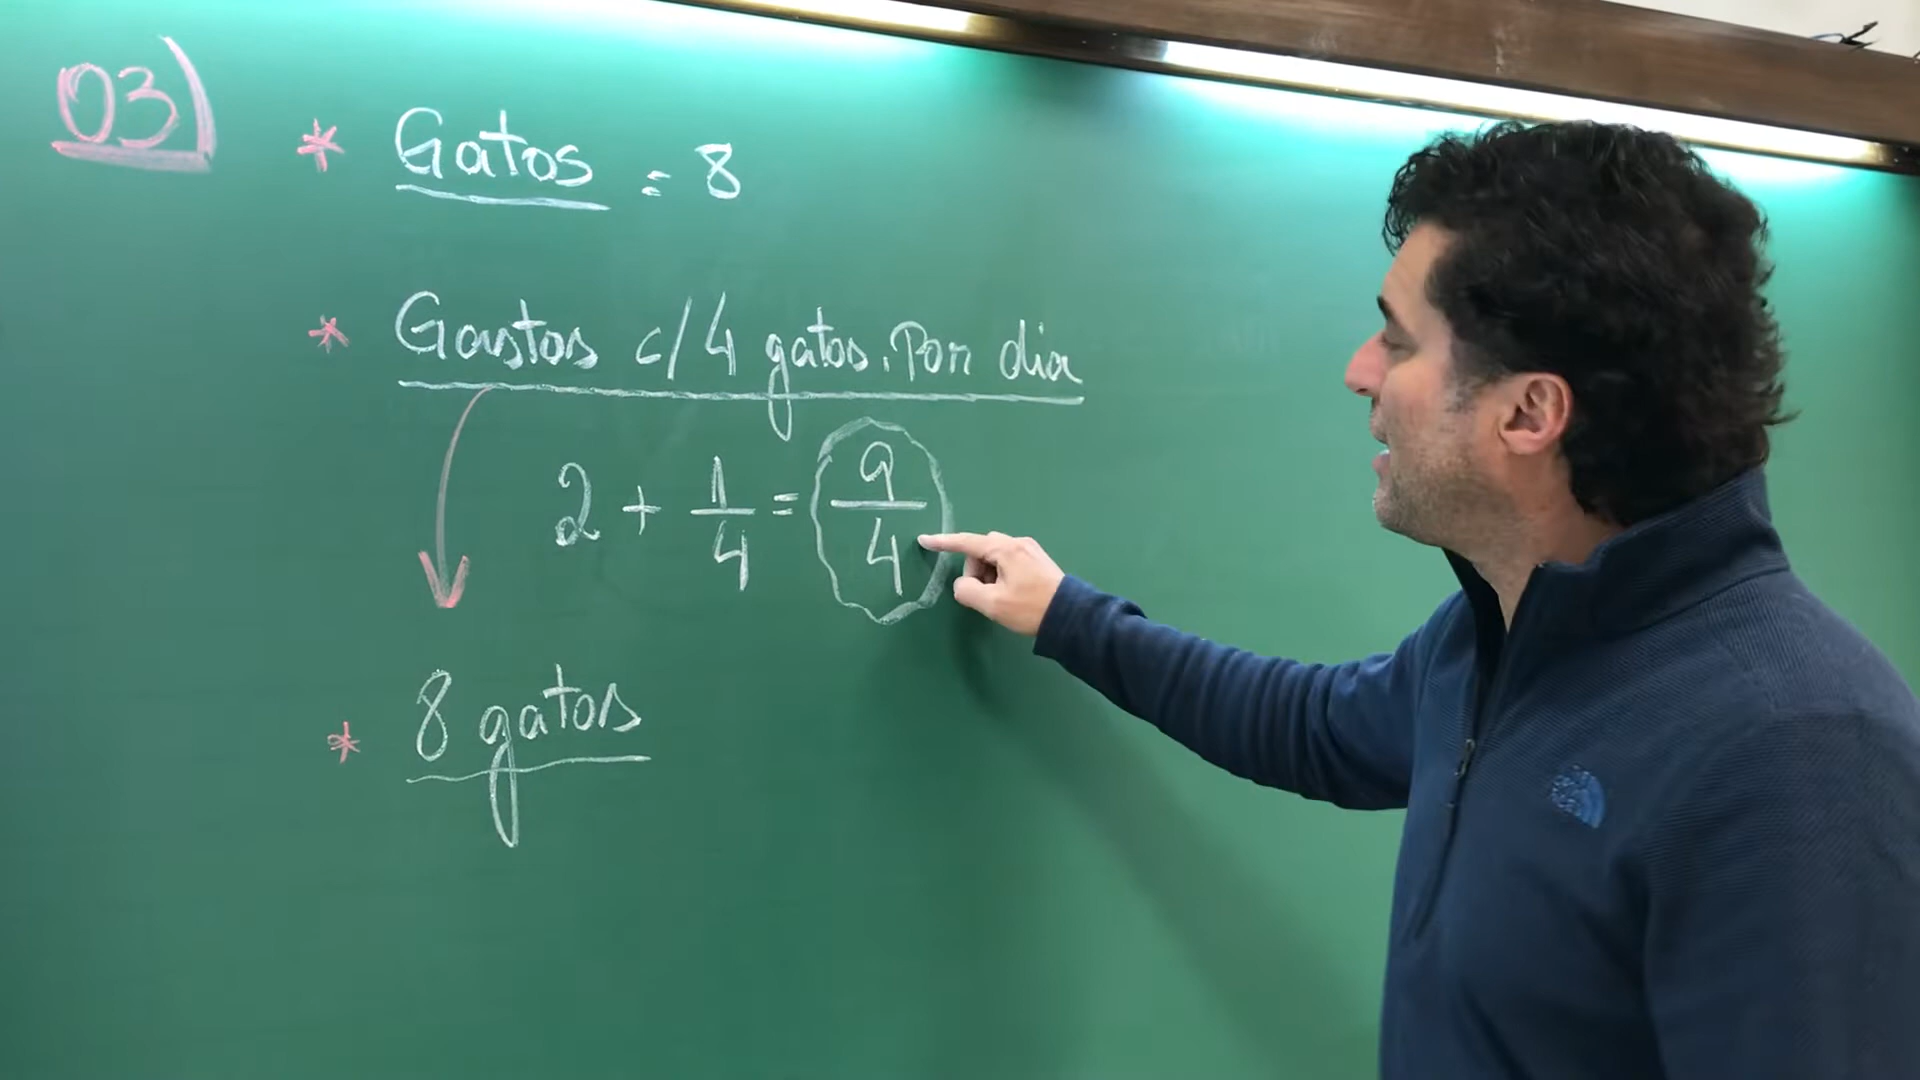 03)
* Gatos = 8
* Gastos c/4 gatos. Por dia
2 + 1/4 = 9/4
* 8 gatos